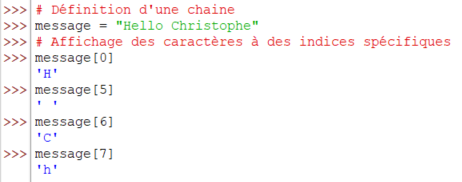 >>> # Définition d'une chaine
>>> message = "Hello Christophe"
>>> # Affichage des caractères à des indices spécifiques
>>> message[0]
'H'
>>> message[5]
' '
>>> message[6]
'C'
>>> message[7]
'h'